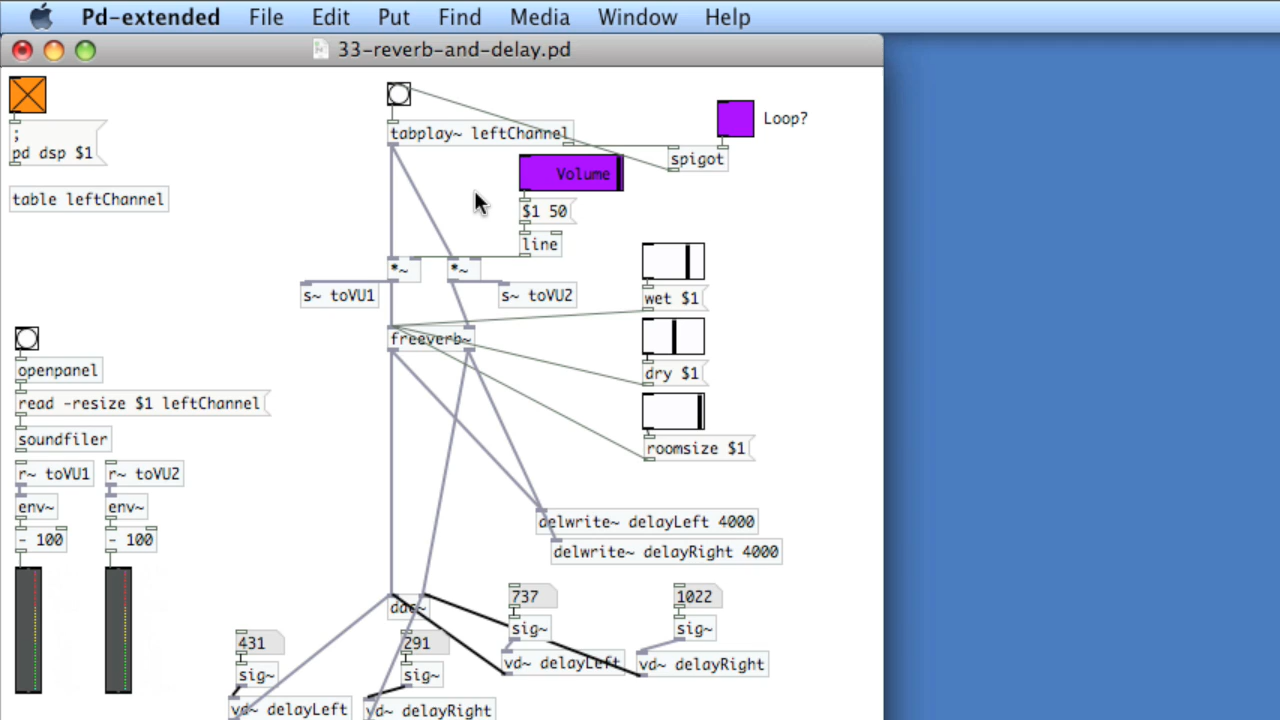 Pd-extended File Edit Put Find Media Window Help
33-reverb-and-delay.pd
;
pd dsp $1
table leftChannel
tabplay~ leftChannel
Loop?
spigot
Volume
$1 50
line
*~ *~
s~ toVU1 s~ toVU2
wet $1
freeverb~
dry $1
roomsize $1
openpanel
read -resize $1 leftChannel
soundfiler
r~ toVU1 r~ toVU2
env~ env~
- 100 - 100
delwrite~ delayLeft 4000
delwrite~ delayRight 4000
dac~
737 1022
sig~ sig~
vd~ delayLeft vd~ delayRight
431 291
sig~ sig~
vd~ delayLeft vd~ delayRight